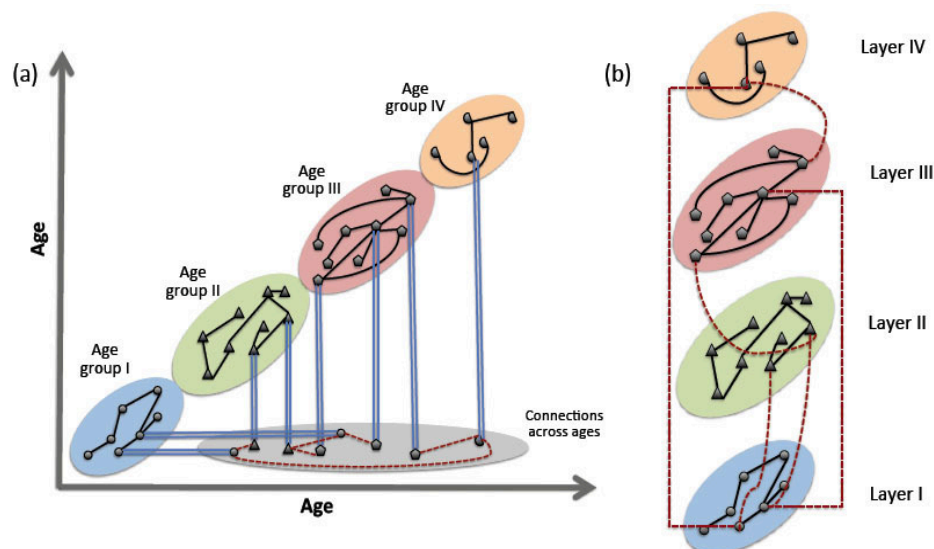 (a)
Age
group IV
Age
group III
Age
group II
Age
group I
Connections
across ages
Age
Age
(b)
Layer IV
Layer III
Layer II
Layer I